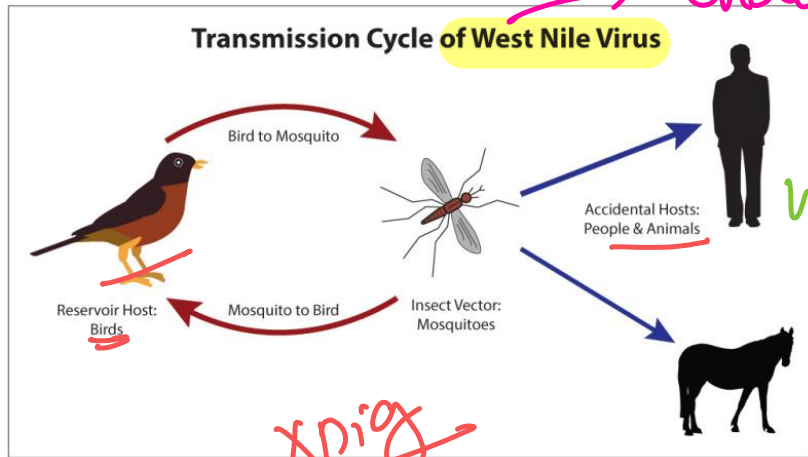 Transmission Cycle of West Nile Virus
Bird to Mosquito
Accidental Hosts:
People & Animals
Reservoir Host:
Birds
Mosquito to Bird
Insect Vector:
Mosquitoes
xpig